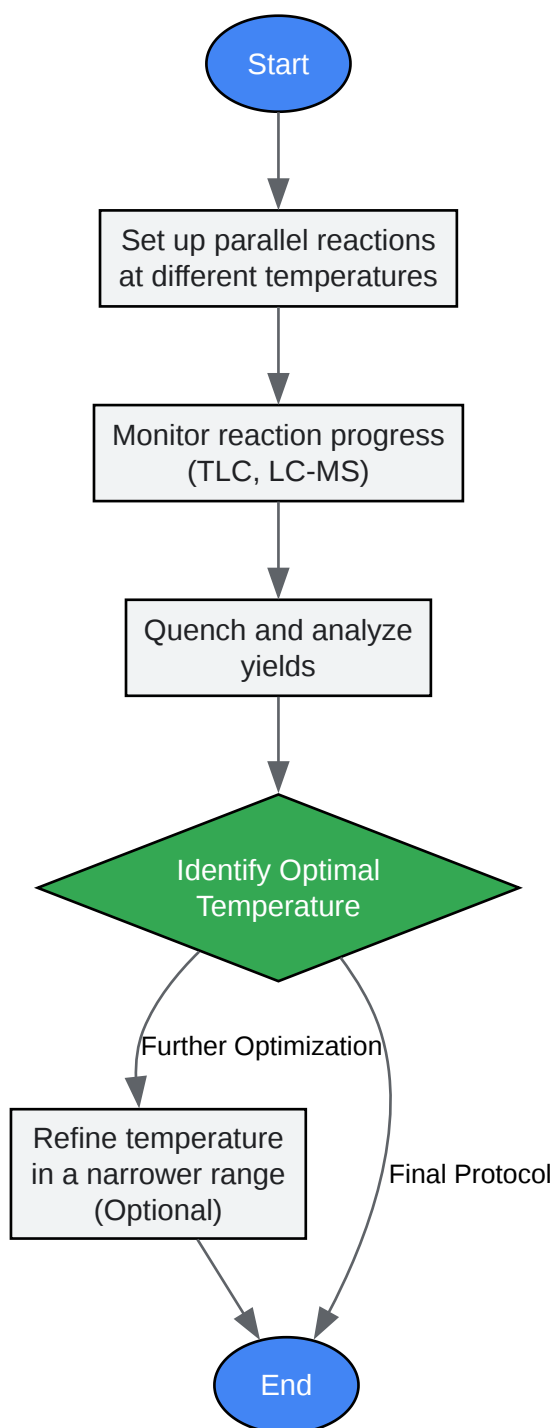 Start
Set up parallel reactions
at different temperatures
Monitor reaction progress
(TLC, LC-MS)
Quench and analyze
yields
Identify Optimal
Temperature
Further Optimization
Refine temperature
in a narrower range
(Optional)
Final Protocol
End